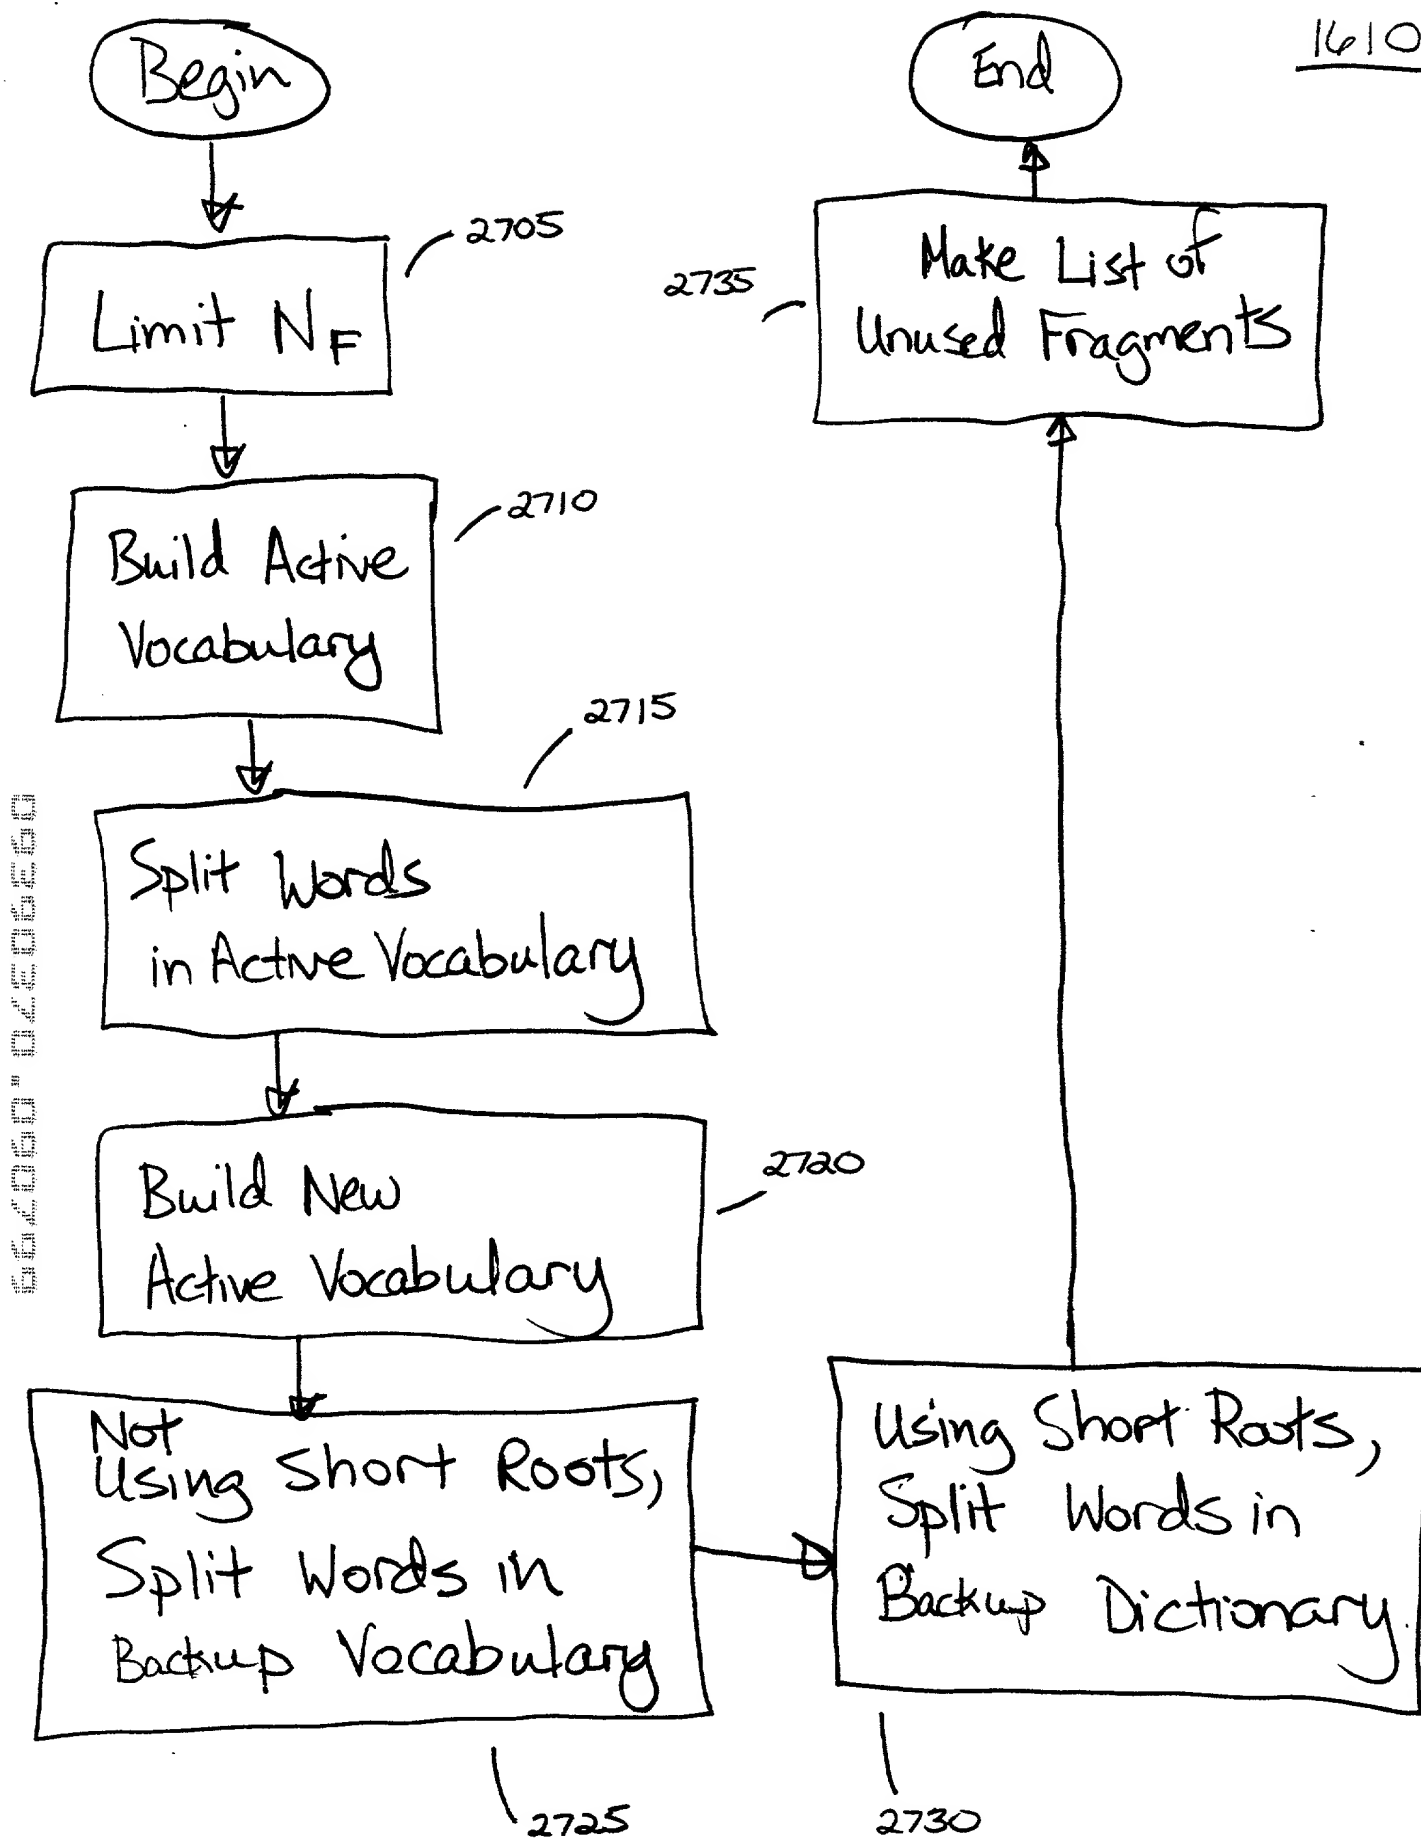 Begin
2705
Limit NF
2710
Build Active
Vocabulary
2715
Split Words
in Active Vocabulary
2720
Build New
Active Vocabulary
Not
Using Short Roots,
Split Words in
Backup Vocabulary
2725
Using Short Roots,
Split Words in
Backup Dictionary
2730
2735
Make List of
Unused Fragments
End
1610